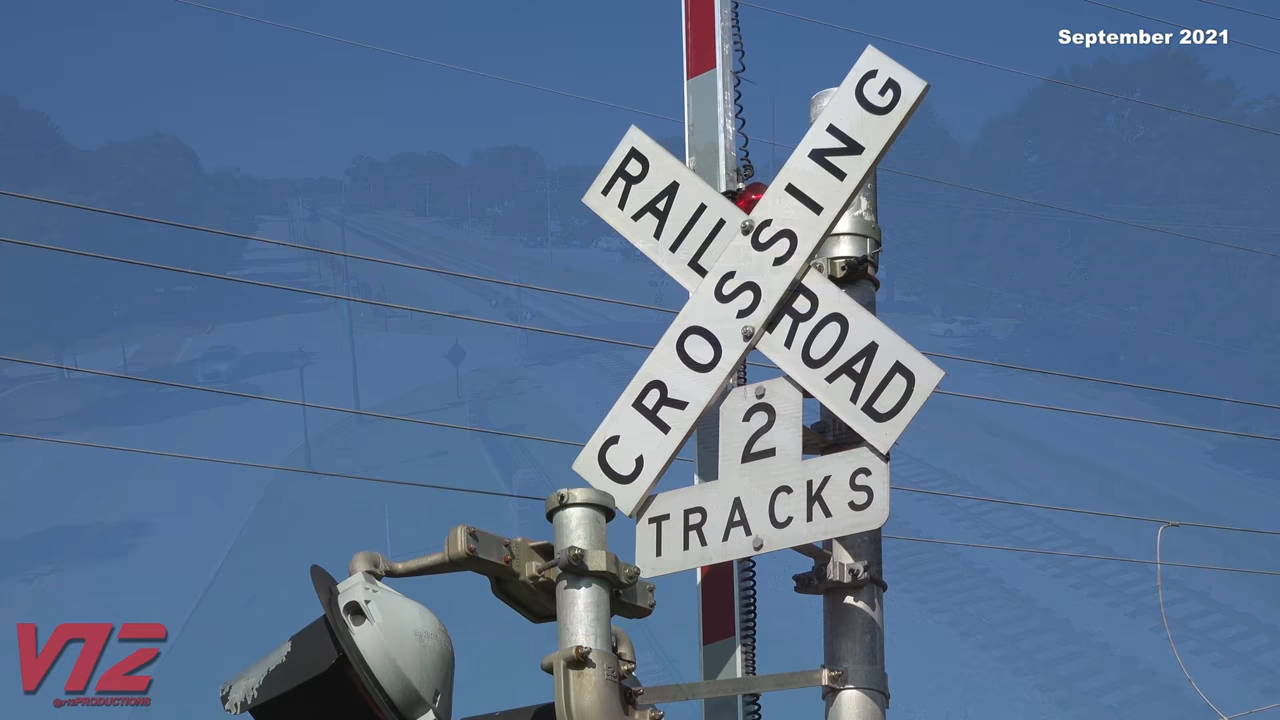 September 2021
RAILROAD
CROSSING
2
TRACKS
V12
@v12PRODUCTIONS